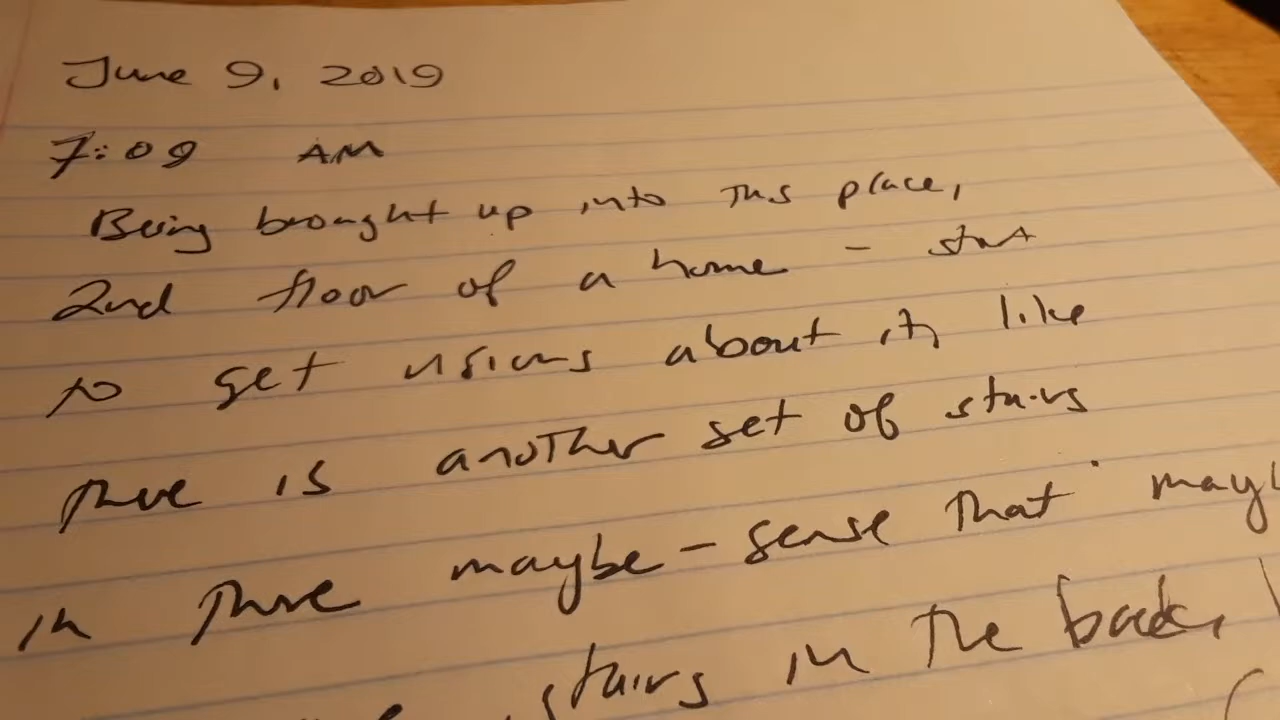 June 9, 2019
7:09 AM
Being brought up into this place,
2nd floor of a home - start
to get visions about it, like
there is another set of stairs
in there maybe - sense that
stairs in the back,